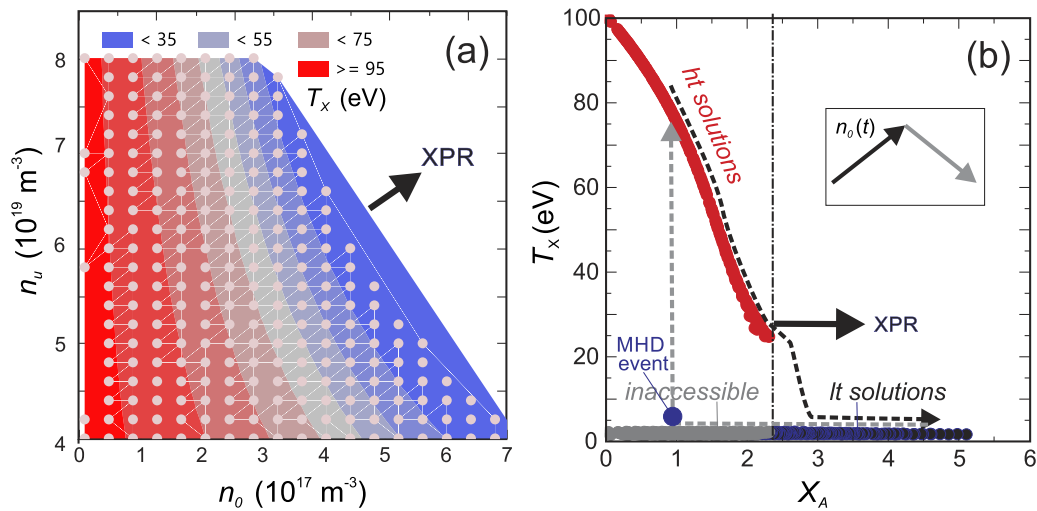 (a)
< 35 < 55 < 75
>= 95
T_X (eV)
XPR
n_u (10^19 m^-3)
8
7
6
5
4
0 1 2 3 4 5 6 7
n_0 (10^17 m^-3)
(b)
ht solutions
n_0(t)
XPR
MHD
event
inaccessible
lt solutions
T_X (eV)
100
80
60
40
20
0
0 1 2 3 4 5 6
X_A